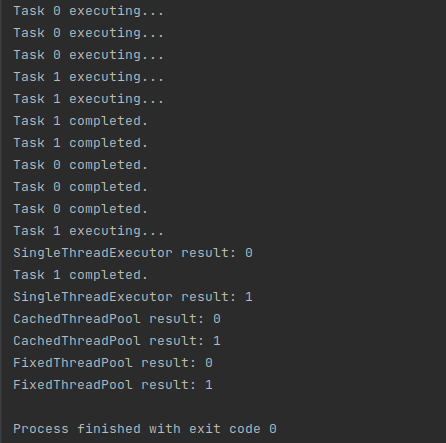 Task 0 executing...
Task 0 executing...
Task 0 executing...
Task 1 executing...
Task 1 executing...
Task 1 completed.
Task 1 completed.
Task 0 completed.
Task 0 completed.
Task 0 completed.
Task 1 executing...
SingleThreadExecutor result: 0
Task 1 completed.
SingleThreadExecutor result: 1
CachedThreadPool result: 0
CachedThreadPool result: 1
FixedThreadPool result: 0
FixedThreadPool result: 1
Process finished with exit code 0